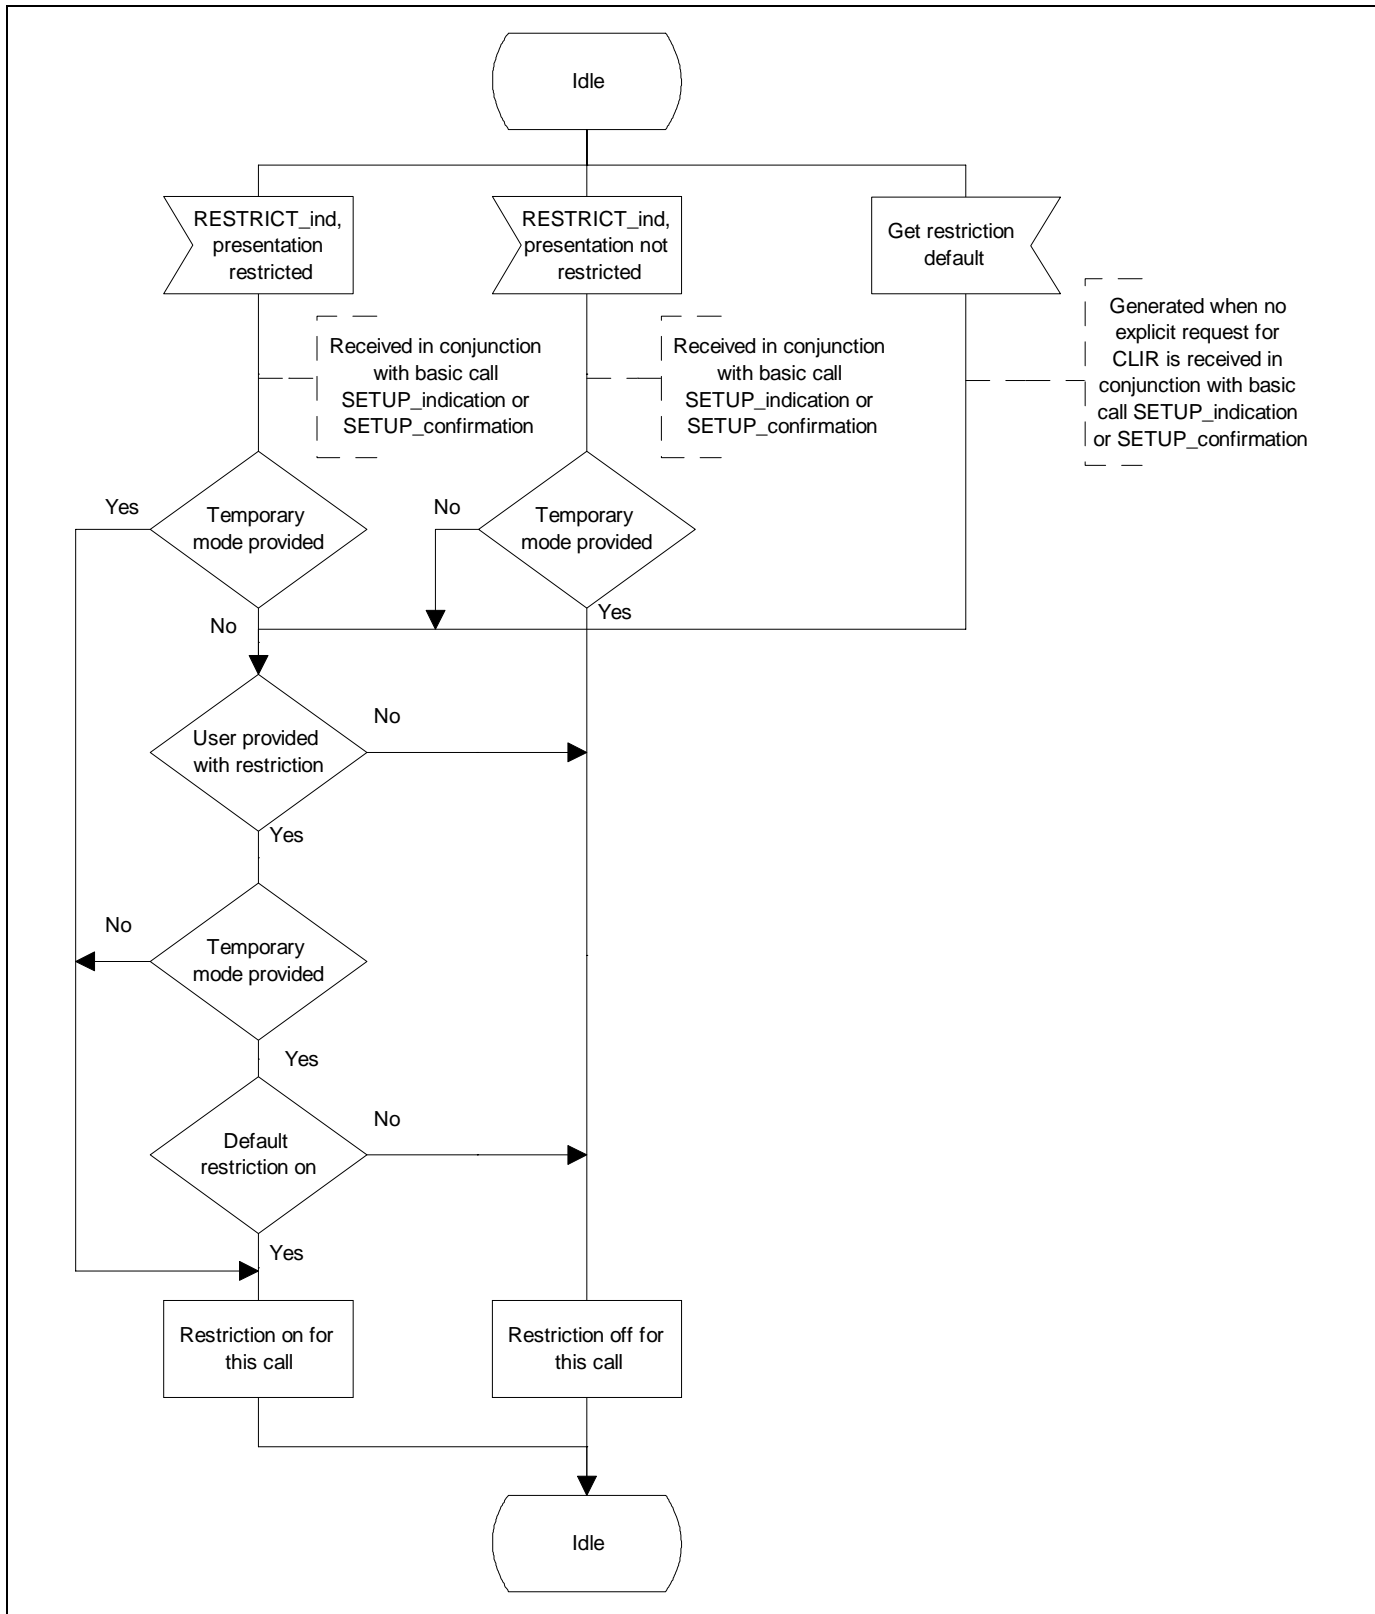 Idle
RESTRICT_ind,
presentation
restricted
RESTRICT_ind,
presentation not
restricted
Get restriction
default
Received in conjunction
with basic call
SETUP_indication or
SETUP_confirmation
Received in conjunction
with basic call
SETUP_indication or
SETUP_confirmation
Generated when no
explicit request for
CLIR is received in
conjunction with basic
call SETUP_indication
or SETUP_confirmation
Yes
Temporary
mode provided
No
No
Temporary
mode provided
Yes
User provided
with restriction
No
Yes
No
Temporary
mode provided
Yes
Default
restriction on
No
Yes
Restriction on for
this call
Restriction off for
this call
Idle